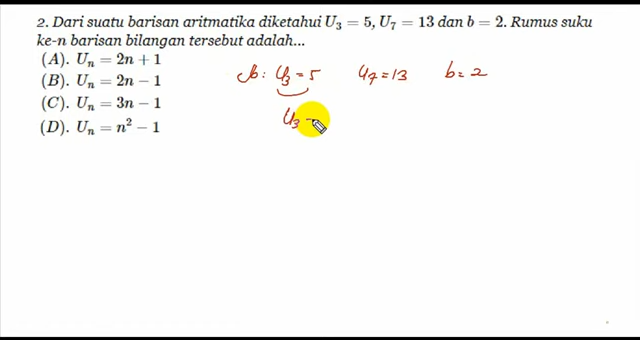 2. Dari suatu barisan aritmatika diketahui U₃ = 5, U₇ = 13 dan b = 2. Rumus suku
ke-n barisan bilangan tersebut adalah...
(A). Uₙ = 2n + 1
(B). Uₙ = 2n − 1
(C). Uₙ = 3n − 1
(D). Uₙ = n² − 1
U₃ = 5 U₇ = 13 b = 2
U₃